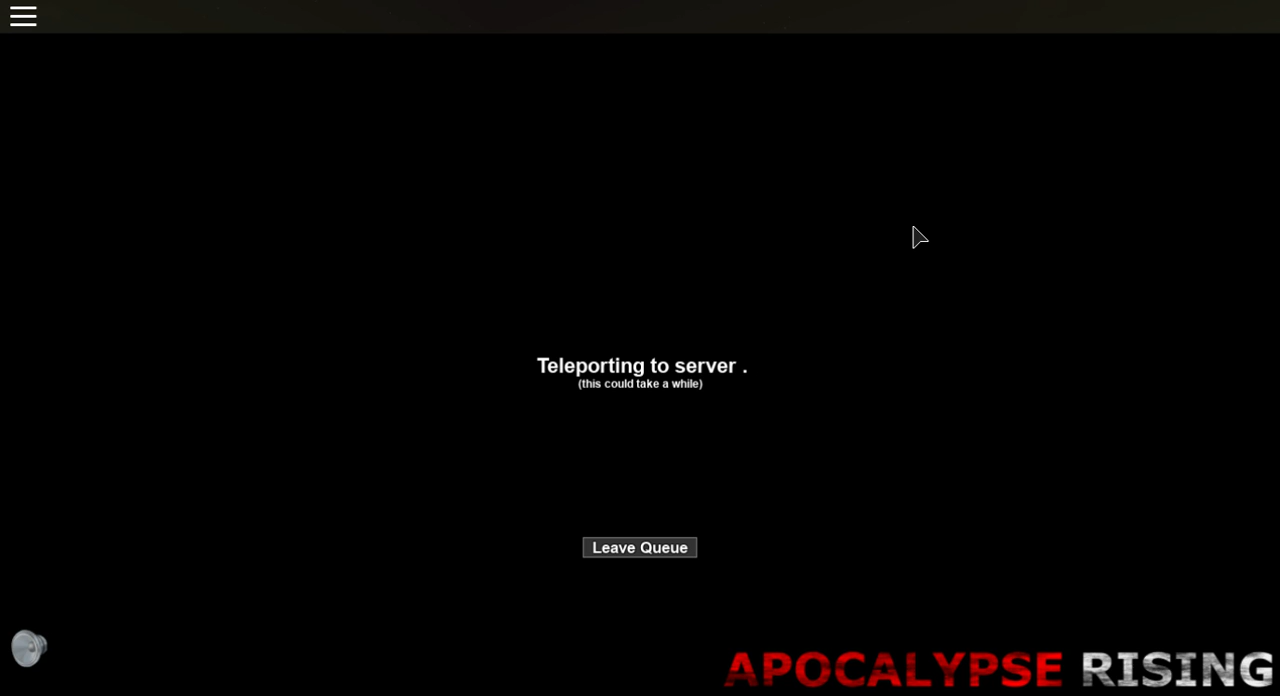 Teleporting to server .
(this could take a while)
Leave Queue
APOCALYPSE RISING